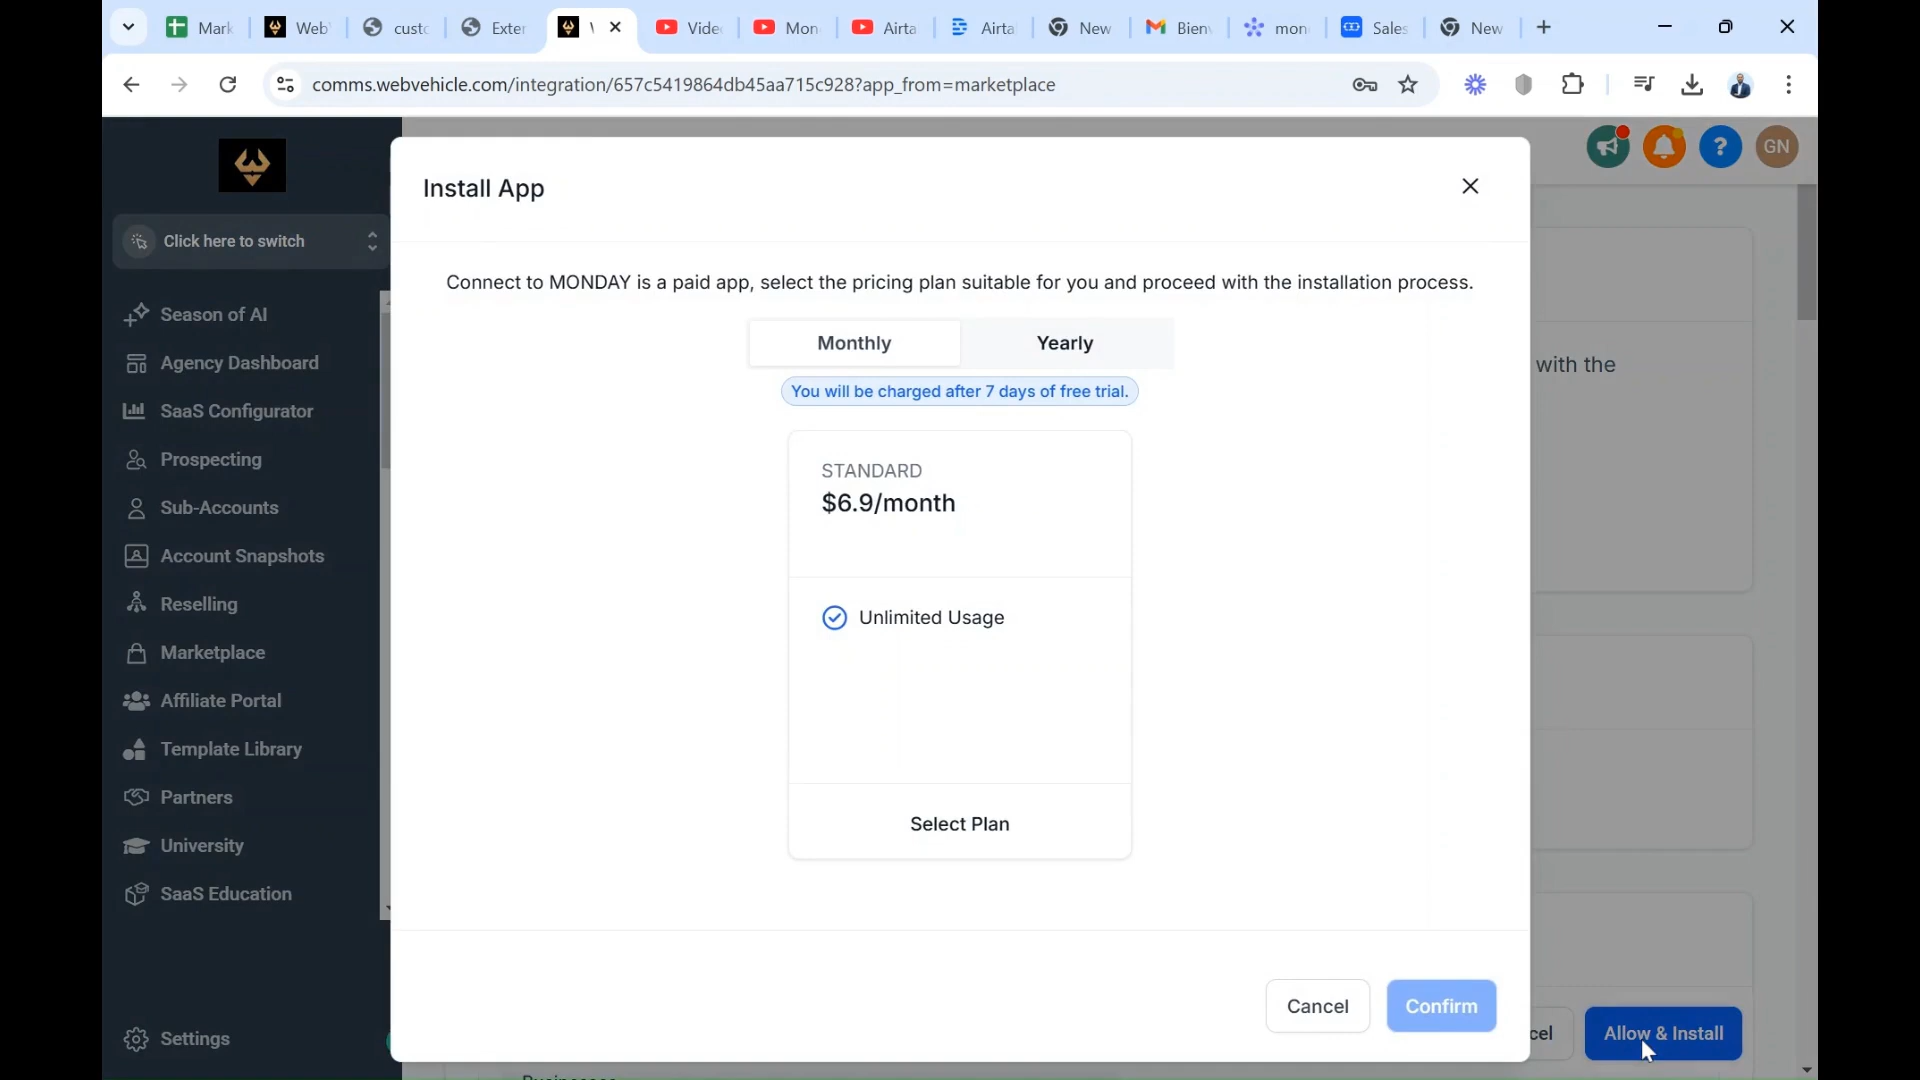 Mark
WebV
custo
Exter
Vide
Mon
Airta
Airta
New
Bienv
mon
Sales
New
comms.webvehicle.com/integration/657c5419864db45aa715c928?app_from=marketplace
GN
Click here to switch
Season of AI
Agency Dashboard
SaaS Configurator
Prospecting
Sub-Accounts
Account Snapshots
Reselling
Marketplace
Affiliate Portal
Template Library
Partners
University
SaaS Education
Settings
Install App
Connect to MONDAY is a paid app, select the pricing plan suitable for you and proceed with the installation process.
Monthly Yearly
You will be charged after 7 days of free trial.
STANDARD
$6.9/month
Unlimited Usage
Select Plan
Cancel Confirm
with the
cel Allow & Install